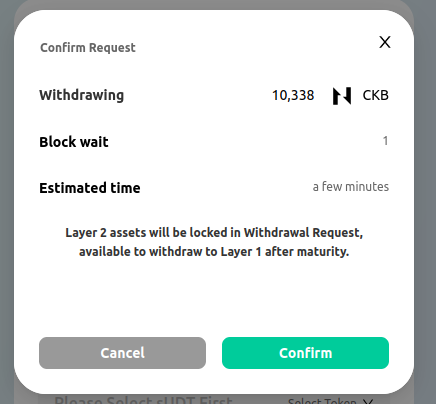 Confirm Request
X
Withdrawing 10,338 CKB
Block wait 1
Estimated time a few minutes
Layer 2 assets will be locked in Withdrawal Request,
available to withdraw to Layer 1 after maturity.
Cancel Confirm
Please Select sUDT First Select Token